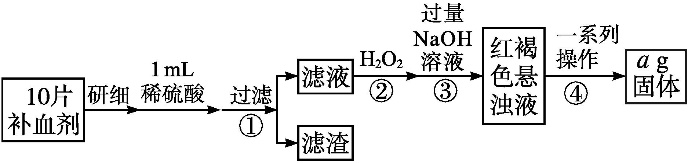 10片
补血剂
研细
1 mL
稀硫酸
过滤
①
滤液
滤渣
H₂O₂
②
过量
NaOH
溶液
③
红褐
色悬
浊液
一系列
操作
④
a g
固体